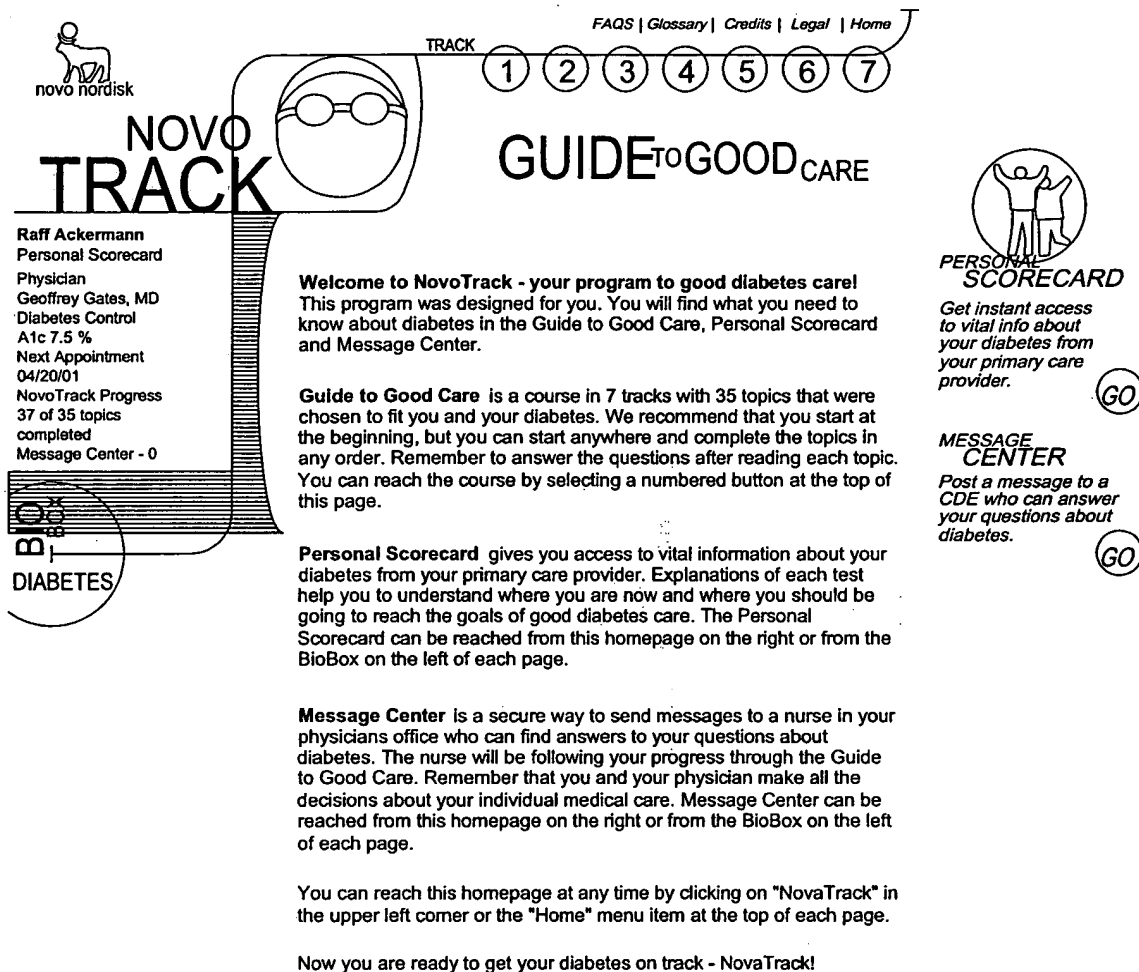 FAQS | Glossary | Credits | Legal | Home
TRACK
1 2 3 4 5 6 7
novo nordisk
NOVO
TRACK
GUIDE TO GOOD CARE
Raff Ackermann
Personal Scorecard
Physician
Geoffrey Gates, MD
Diabetes Control
A1c 7.5 %
Next Appointment
04/20/01
NovoTrack Progress
37 of 35 topics
completed
Message Center - 0
BIO
BOX
DIABETES
Welcome to NovoTrack - your program to good diabetes care!
This program was designed for you. You will find what you need to
know about diabetes in the Guide to Good Care, Personal Scorecard
and Message Center.
Guide to Good Care is a course in 7 tracks with 35 topics that were
chosen to fit you and your diabetes. We recommend that you start at
the beginning, but you can start anywhere and complete the topics in
any order. Remember to answer the questions after reading each topic.
You can reach the course by selecting a numbered button at the top of
this page.
Personal Scorecard gives you access to vital information about your
diabetes from your primary care provider. Explanations of each test
help you to understand where you are now and where you should be
going to reach the goals of good diabetes care. The Personal
Scorecard can be reached from this homepage on the right or from the
BioBox on the left of each page.
Message Center is a secure way to send messages to a nurse in your
physicians office who can find answers to your questions about
diabetes. The nurse will be following your progress through the Guide
to Good Care. Remember that you and your physician make all the
decisions about your individual medical care. Message Center can be
reached from this homepage on the right or from the BioBox on the left
of each page.
You can reach this homepage at any time by clicking on "NovaTrack" in
the upper left corner or the "Home" menu item at the top of each page.
Now you are ready to get your diabetes on track - NovaTrack!
PERSONAL
SCORECARD
Get instant access
to vital info about
your diabetes from
your primary care
provider.
GO
MESSAGE
CENTER
Post a message to a
CDE who can answer
your questions about
diabetes.
GO